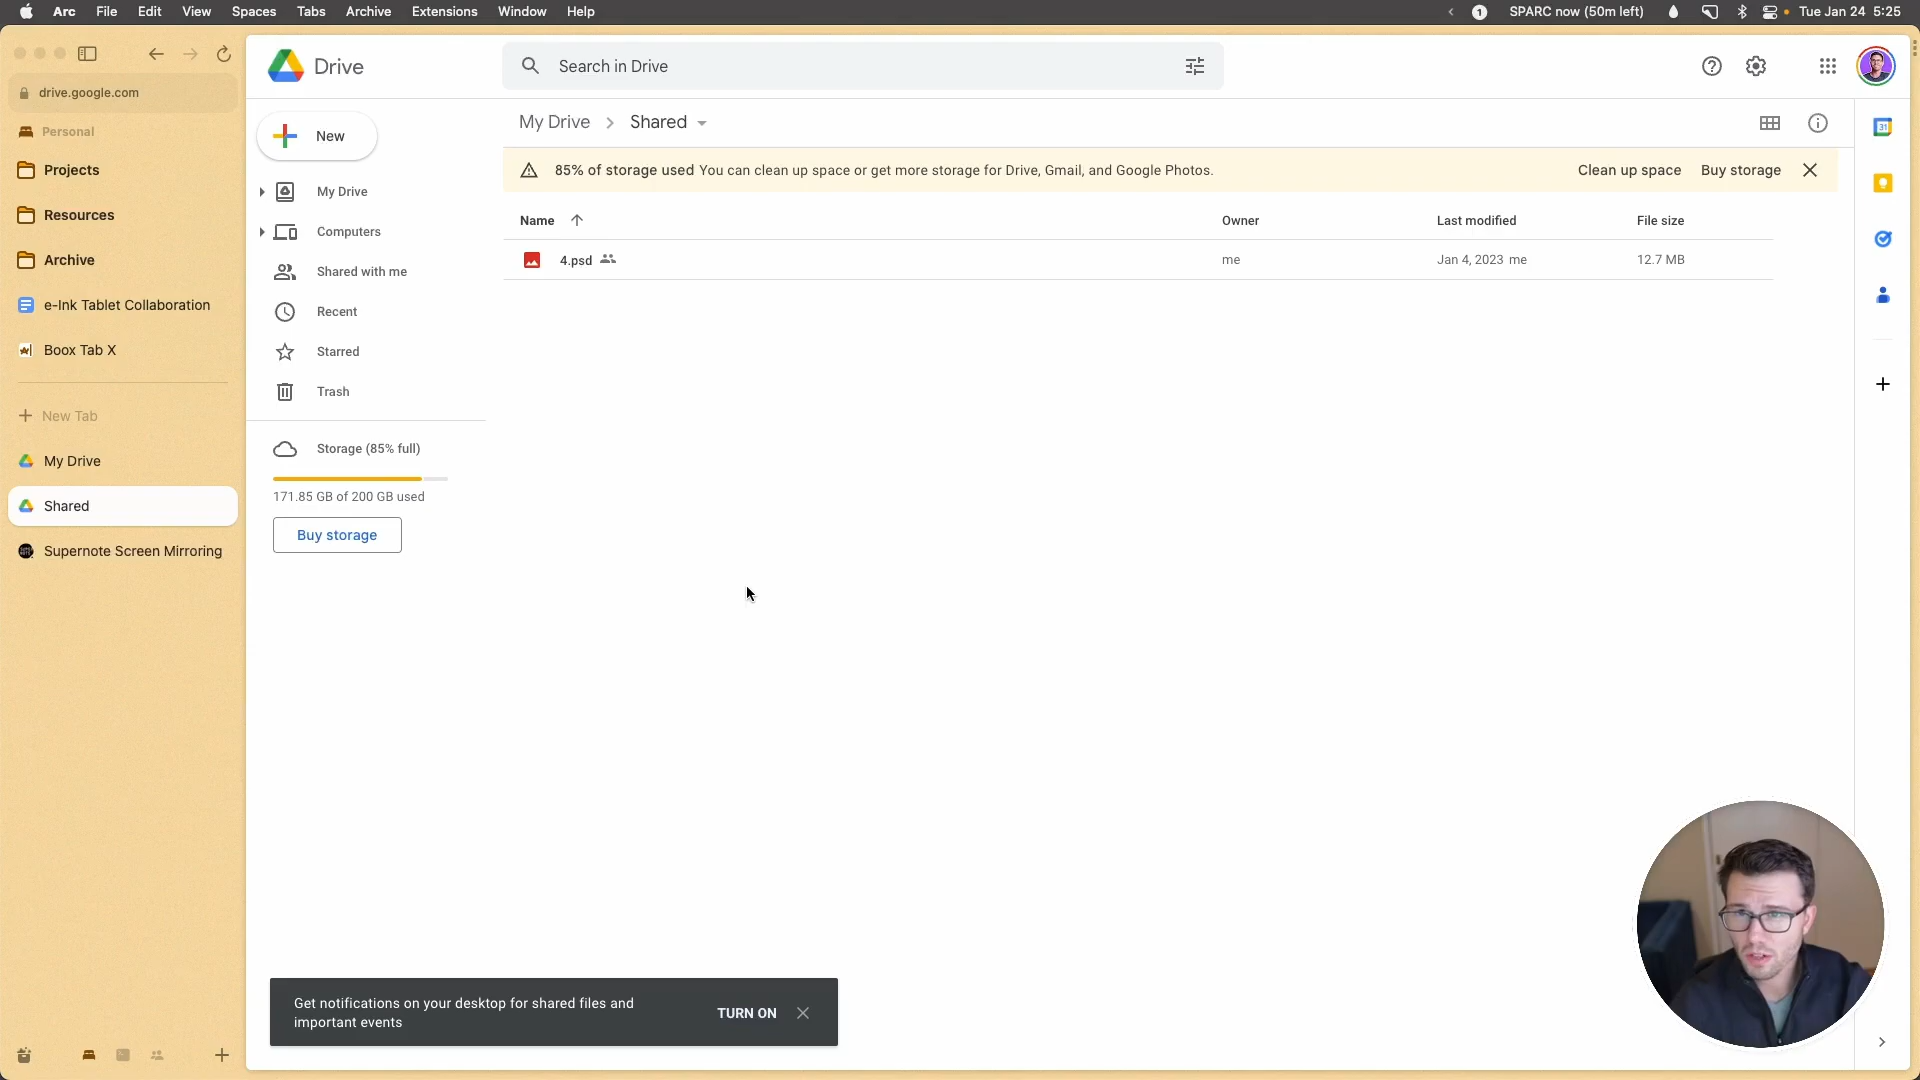 Arc File Edit View Spaces Tabs Archive Extensions Window Help
1 SPARC now (50m left) Tue Jan 24 5:25
drive.google.com
Personal
Projects
Resources
Archive
e-Ink Tablet Collaboration
Boox Tab X
New Tab
My Drive
Shared
Supernote Screen Mirroring
Drive
Search in Drive
New
My Drive
Computers
Shared with me
Recent
Starred
Trash
Storage (85% full)
171.85 GB of 200 GB used
Buy storage
My Drive Shared
85% of storage used You can clean up space or get more storage for Drive, Gmail, and Google Photos. Clean up space Buy storage
Name Owner Last modified File size
4.psd me Jan 4, 2023 me 12.7 MB
31
Get notifications on your desktop for shared files and
important events
TURN ON